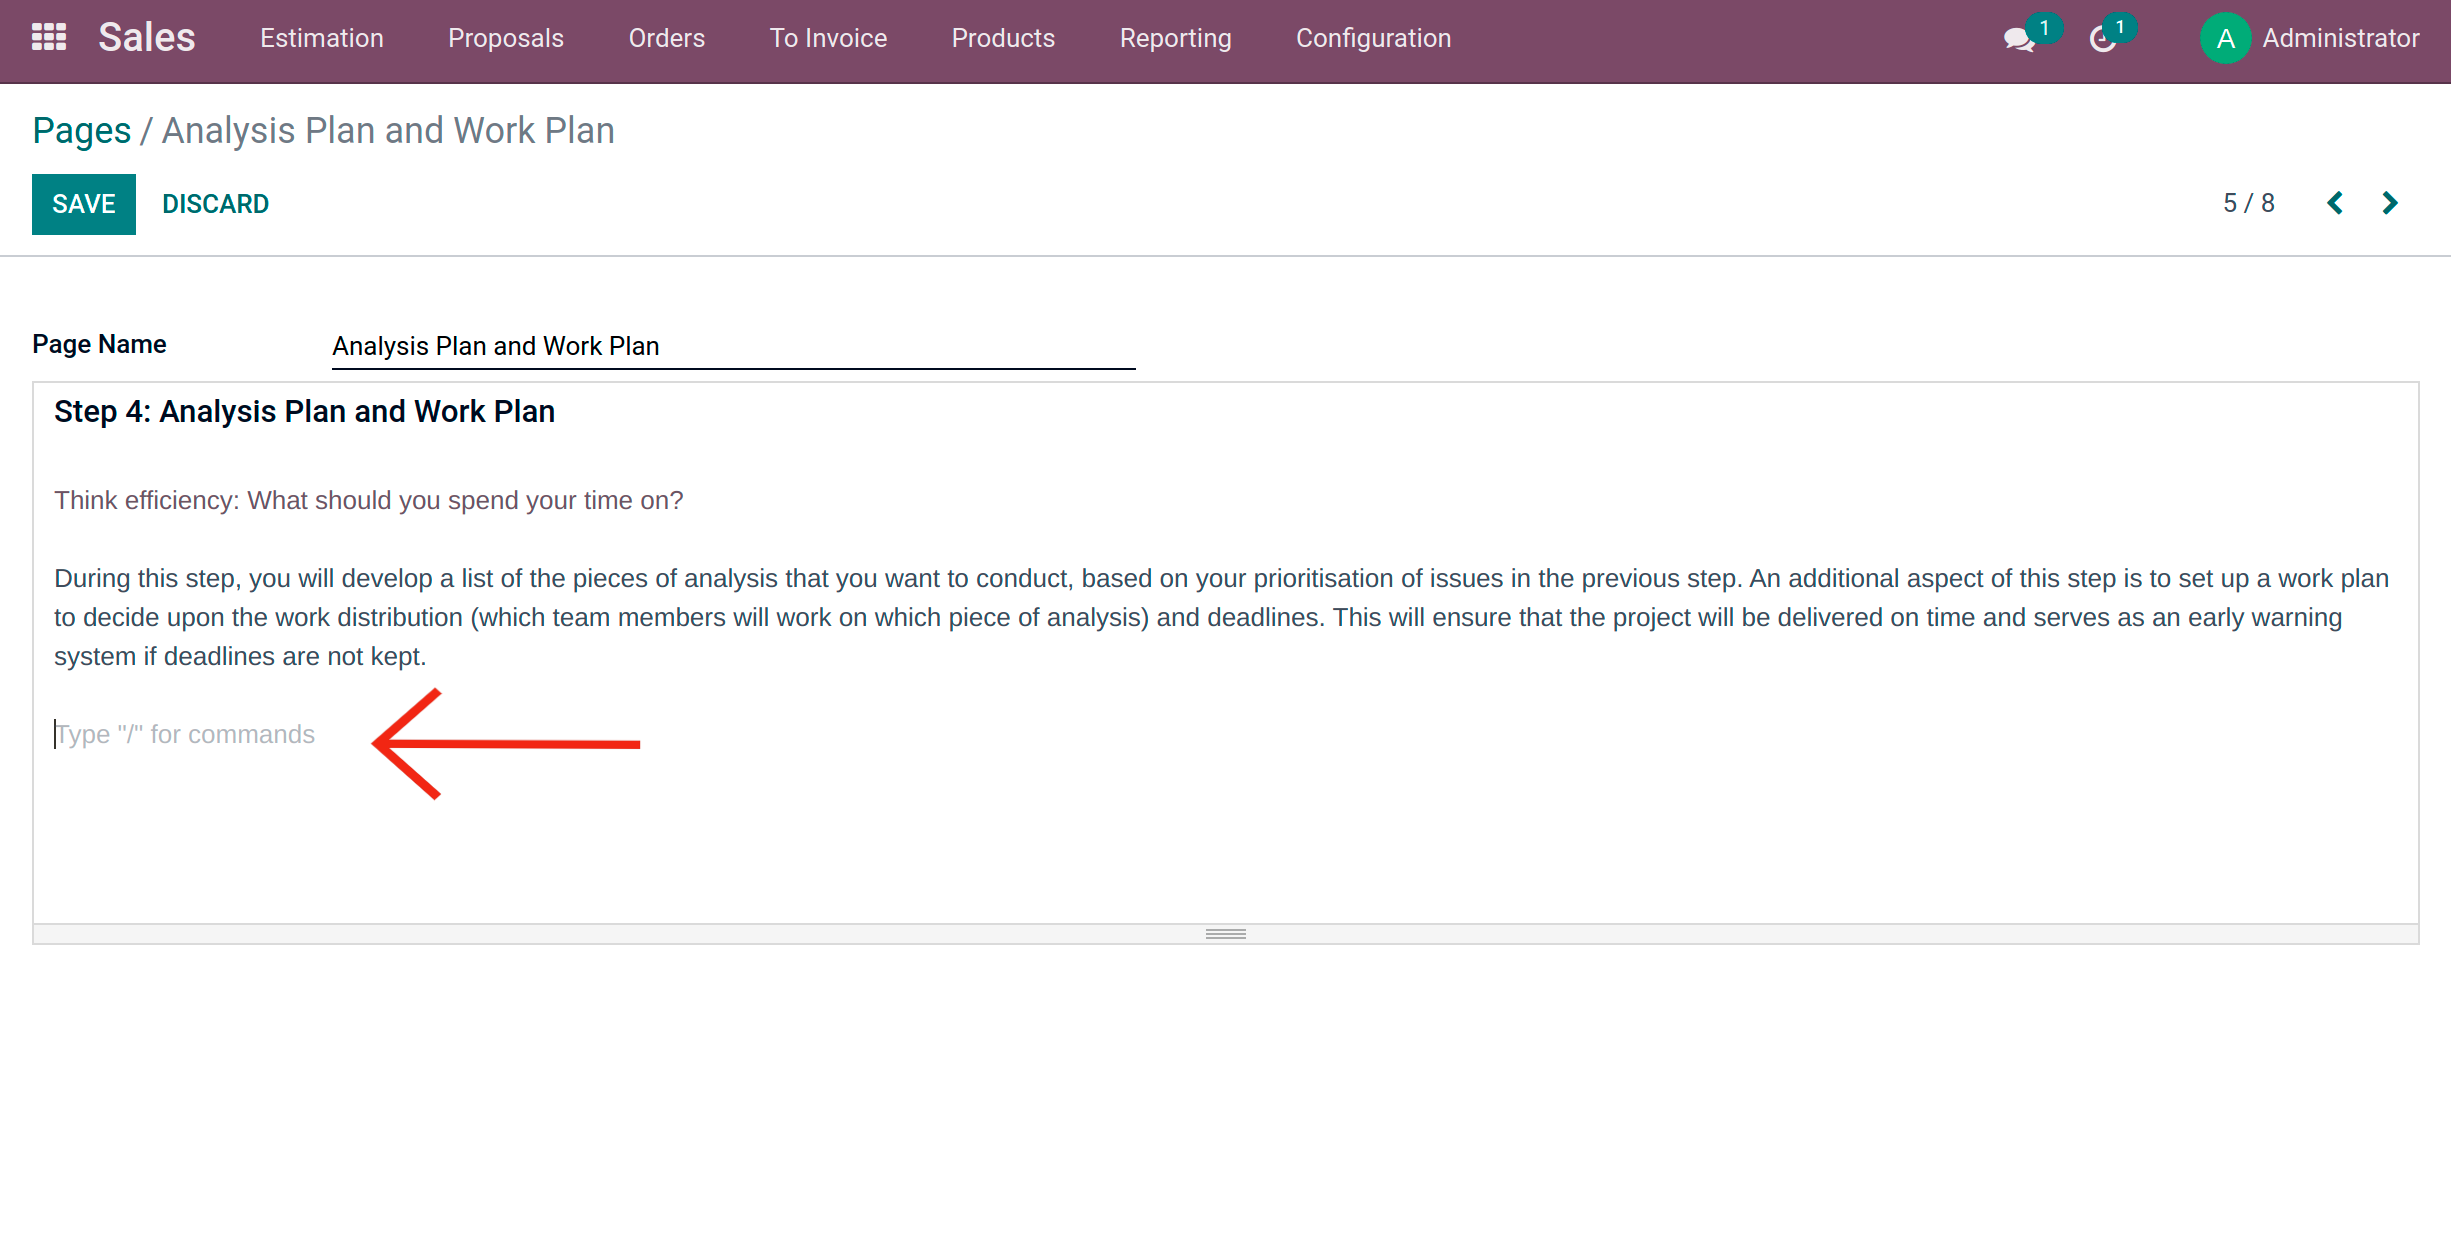 Sales Estimation Proposals Orders To Invoice Products Reporting Configuration 1 1 A Administrator
Pages / Analysis Plan and Work Plan
SAVE DISCARD 5 / 8
Page Name Analysis Plan and Work Plan
Step 4: Analysis Plan and Work Plan
Think efficiency: What should you spend your time on?
During this step, you will develop a list of the pieces of analysis that you want to conduct, based on your prioritisation of issues in the previous step. An additional aspect of this step is to set up a work plan
to decide upon the work distribution (which team members will work on which piece of analysis) and deadlines. This will ensure that the project will be delivered on time and serves as an early warning
system if deadlines are not kept.
Type "/" for commands